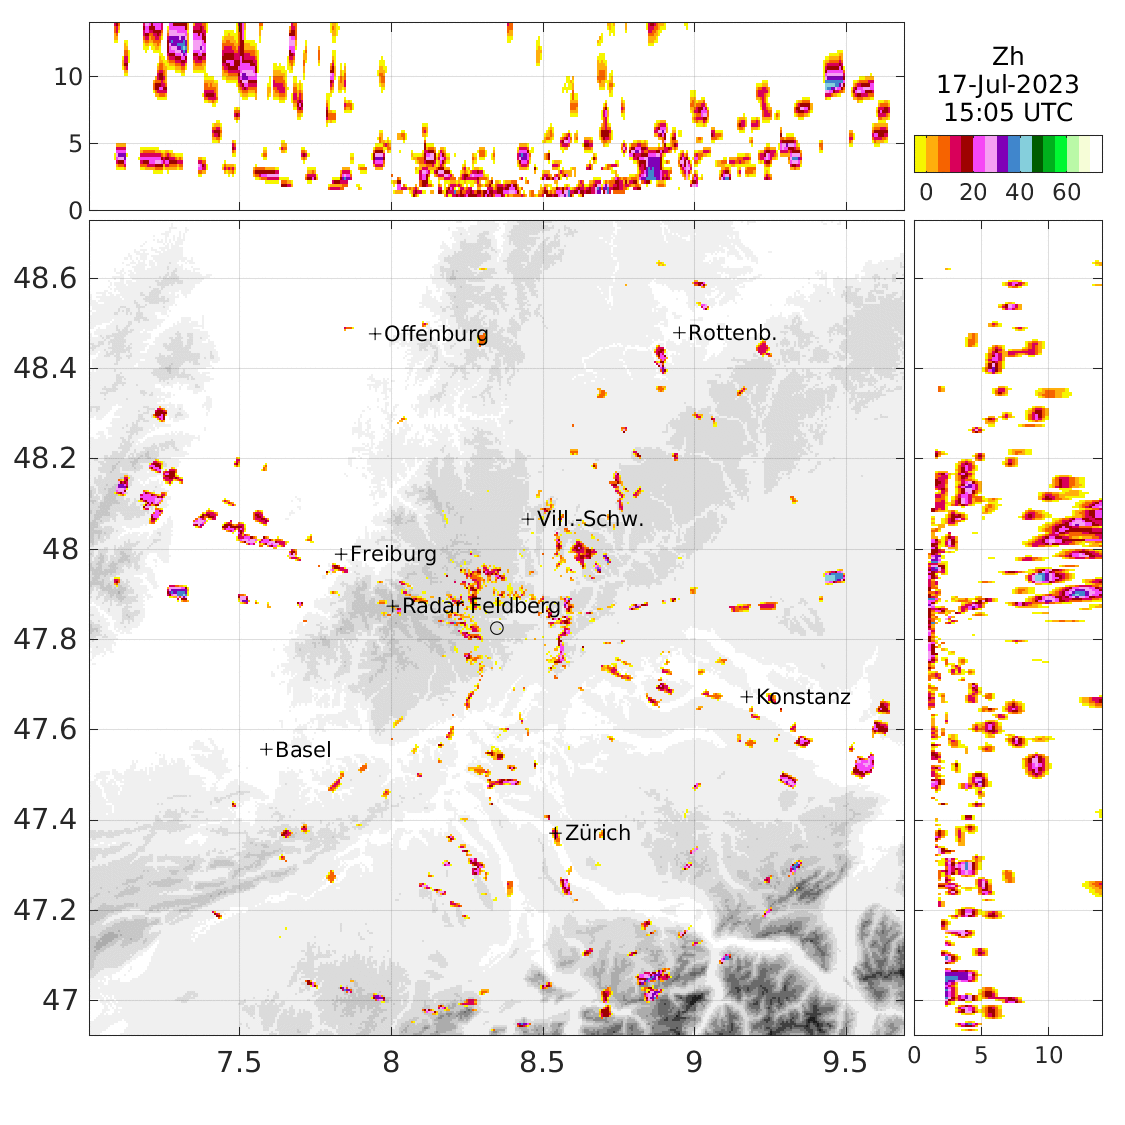 10
5
0
Zh
17-Jul-2023
15:05 UTC
0 20 40 60
48.6
48.4
48.2
48
47.8
47.6
47.4
47.2
47
Offenburg
Rottenb.
Vill.-Schw.
Freiburg
Radar Feldberg
Konstanz
Basel
Zürich
7.5 8 8.5 9 9.5
0 5 10